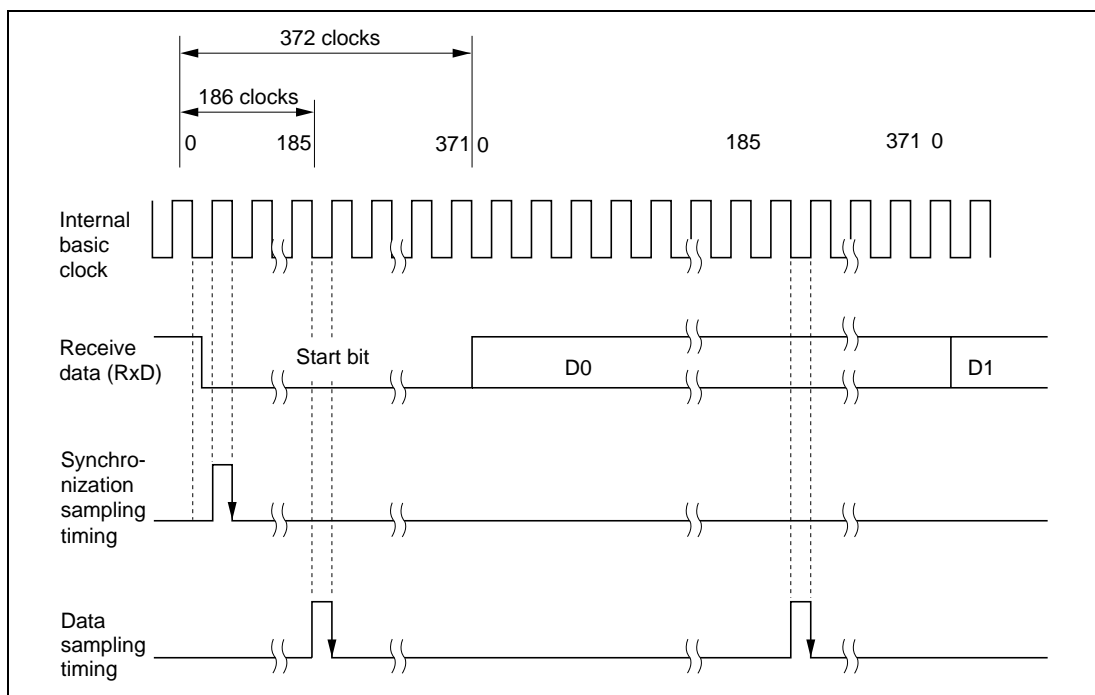 372 clocks
186 clocks
0
185
371 0
185
371 0
Internal
basic
clock
Receive
data (RxD)
Start bit
D0
D1
Synchro-
nization
sampling
timing
Data
sampling
timing